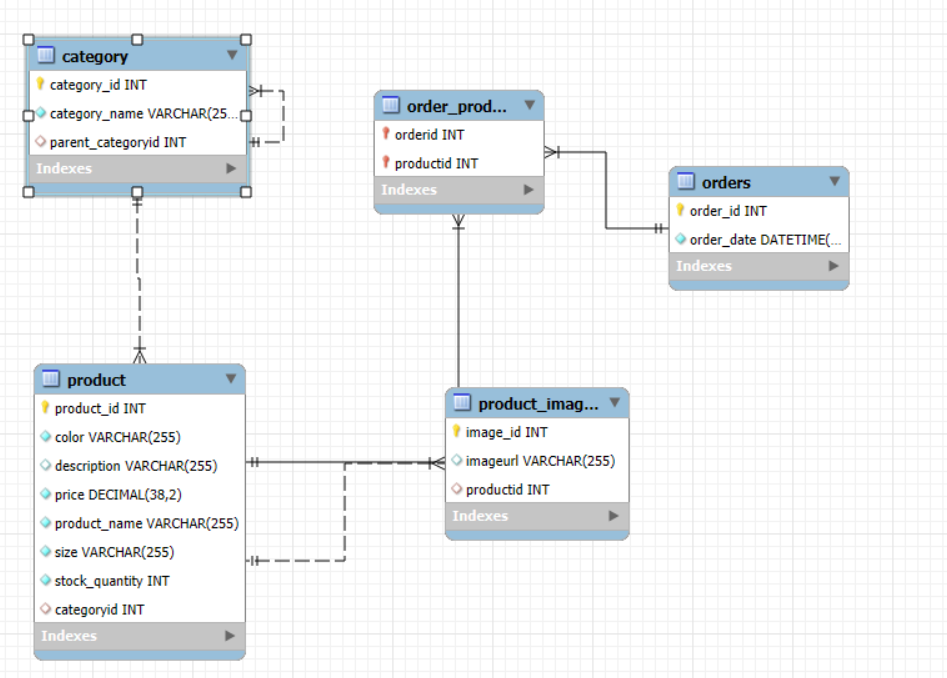 category
category_id INT
category_name VARCHAR(25...
parent_categoryid INT
Indexes
order_prod...
orderid INT
productid INT
Indexes
orders
order_id INT
order_date DATETIME(...
Indexes
product
product_id INT
color VARCHAR(255)
description VARCHAR(255)
price DECIMAL(38,2)
product_name VARCHAR(255)
size VARCHAR(255)
stock_quantity INT
categoryid INT
Indexes
product_imag...
image_id INT
imageurl VARCHAR(255)
productid INT
Indexes